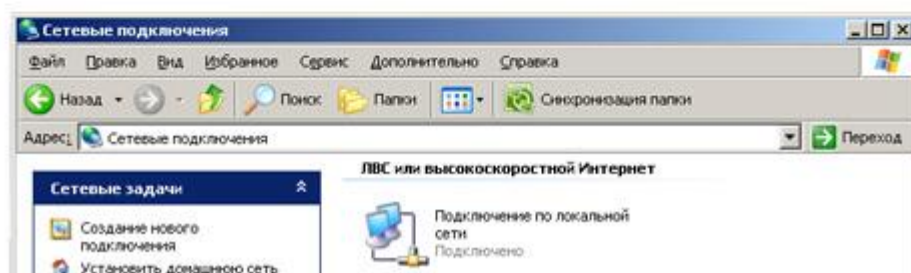 Сетевые подключения
Файл Правка Вид Избранное Сервис Дополнительно Справка
Назад Поиск Папки Синхронизация папки
Адрес: Сетевые подключения Переход
Сетевые задачи
Создание нового
подключения
Установить домашнюю сеть
ЛВС или высокоскоростной Интернет
Подключение по локальной
сети
Подключено